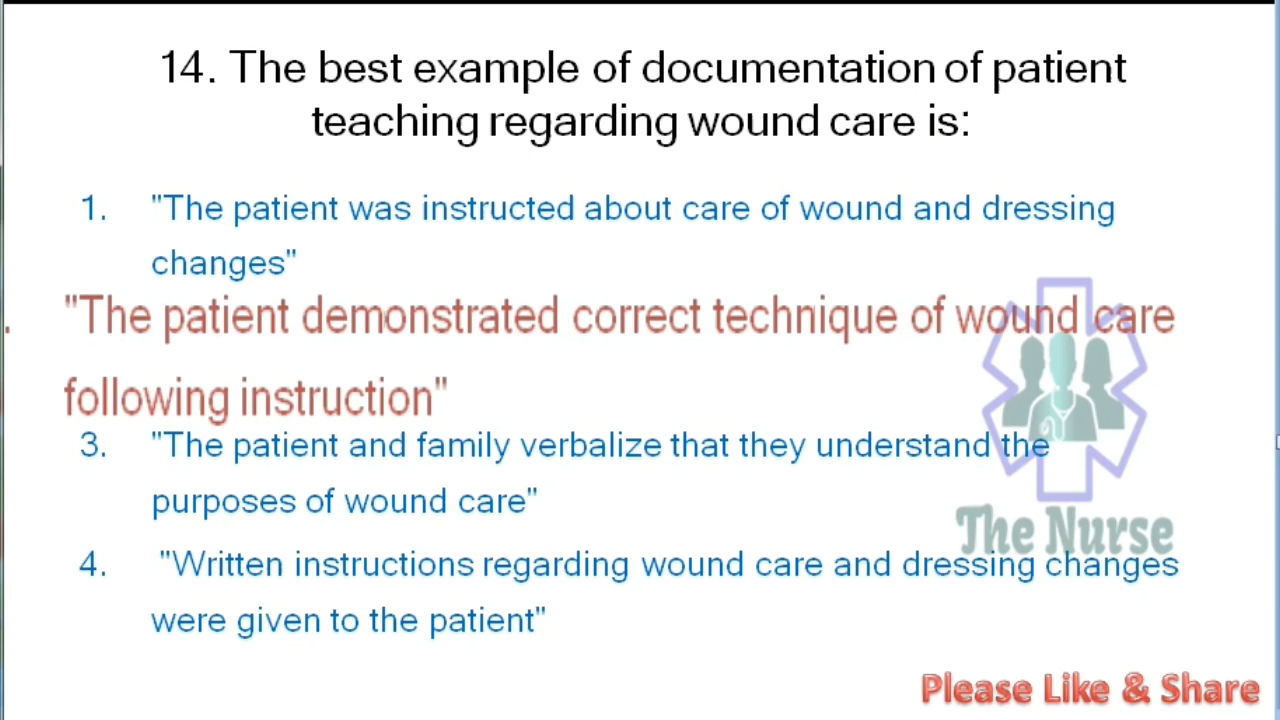 14. The best example of documentation of patient
teaching regarding wound care is:
1. "The patient was instructed about care of wound and dressing
changes"
. "The patient demonstrated correct technique of wound care
following instruction"
3. "The patient and family verbalize that they understand the
purposes of wound care"
The Nurse
4. "Written instructions regarding wound care and dressing changes
were given to the patient"
Please Like & Share